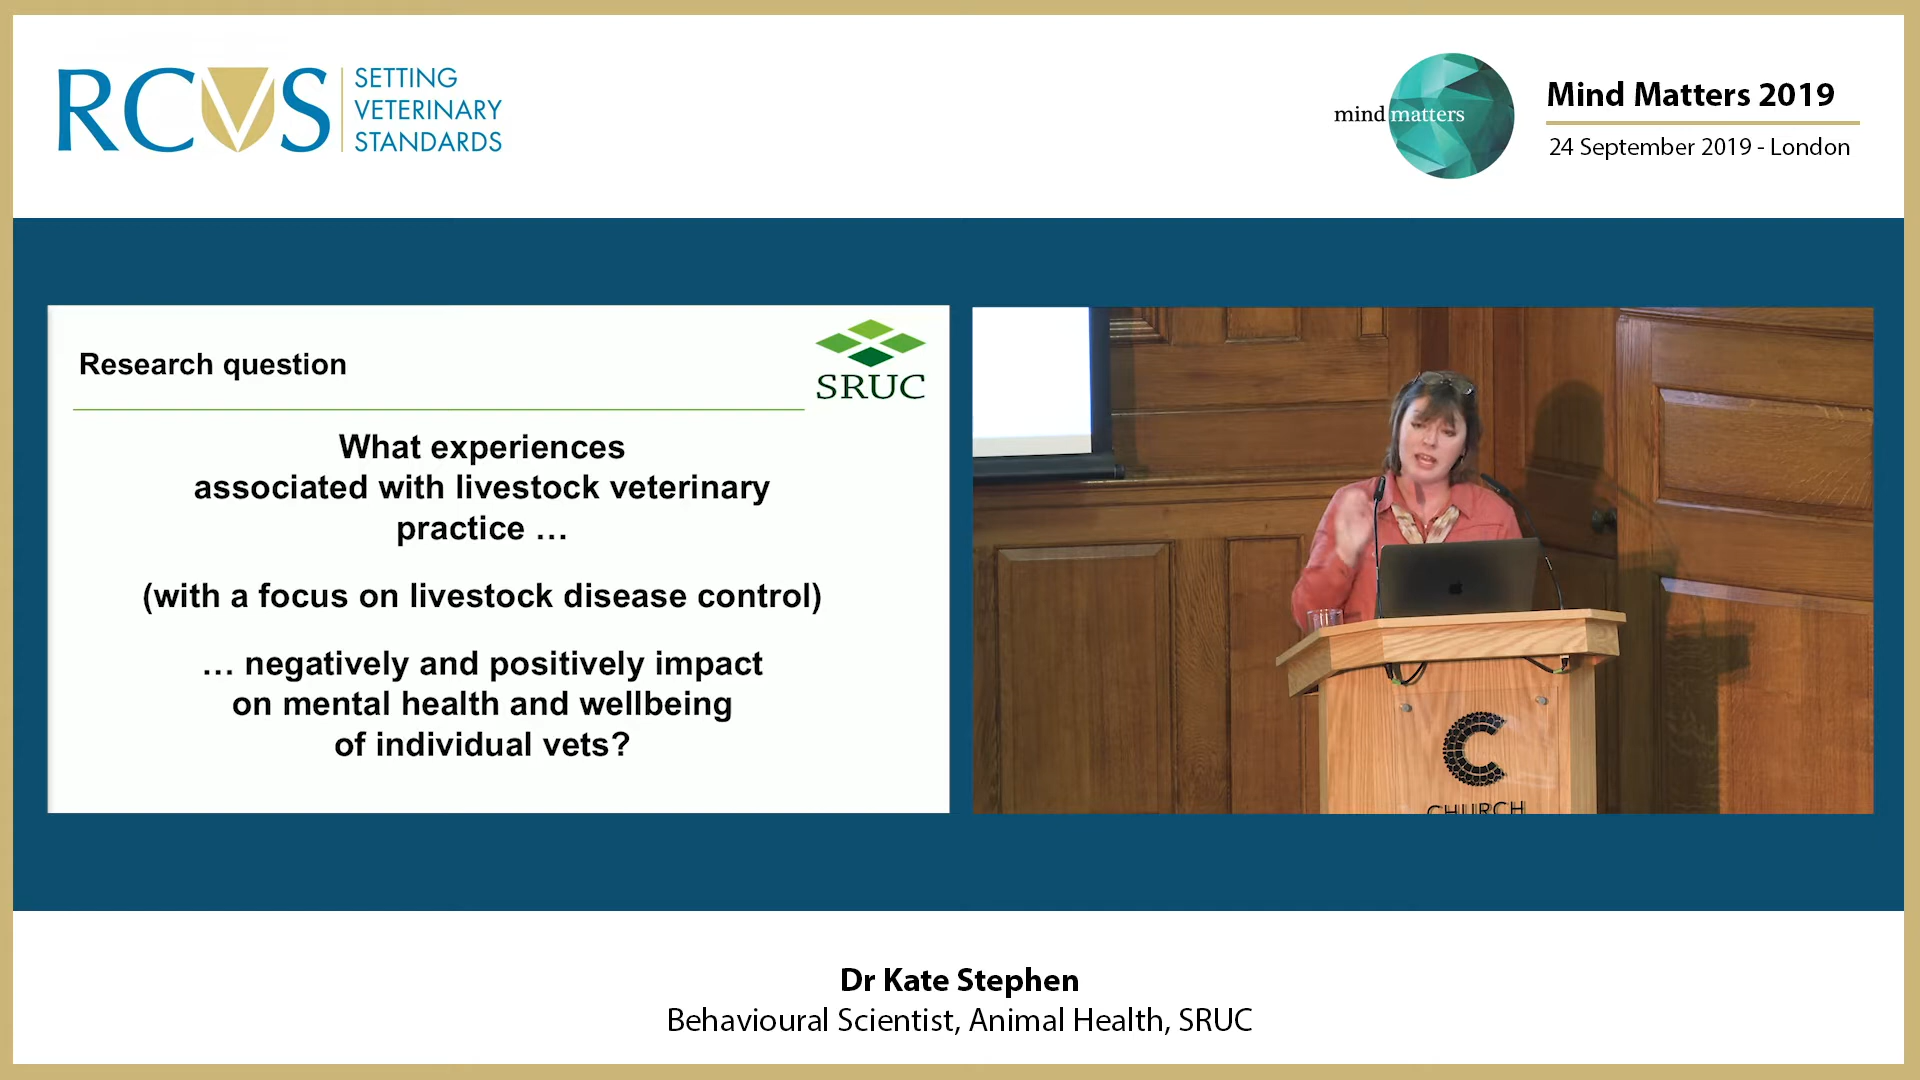 RCVS
SETTING
VETERINARY
STANDARDS
mind matters
Mind Matters 2019
24 September 2019 - London
Research question
SRUC
What experiences
associated with livestock veterinary
practice …
(with a focus on livestock disease control)
… negatively and positively impact
on mental health and wellbeing
of individual vets?
C
CHURCH
Dr Kate Stephen
Behavioural Scientist, Animal Health, SRUC